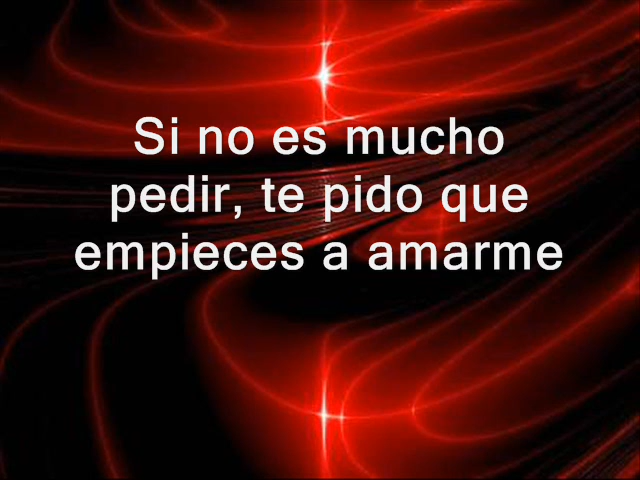 Si no es mucho
pedir, te pido que
empieces a amarme